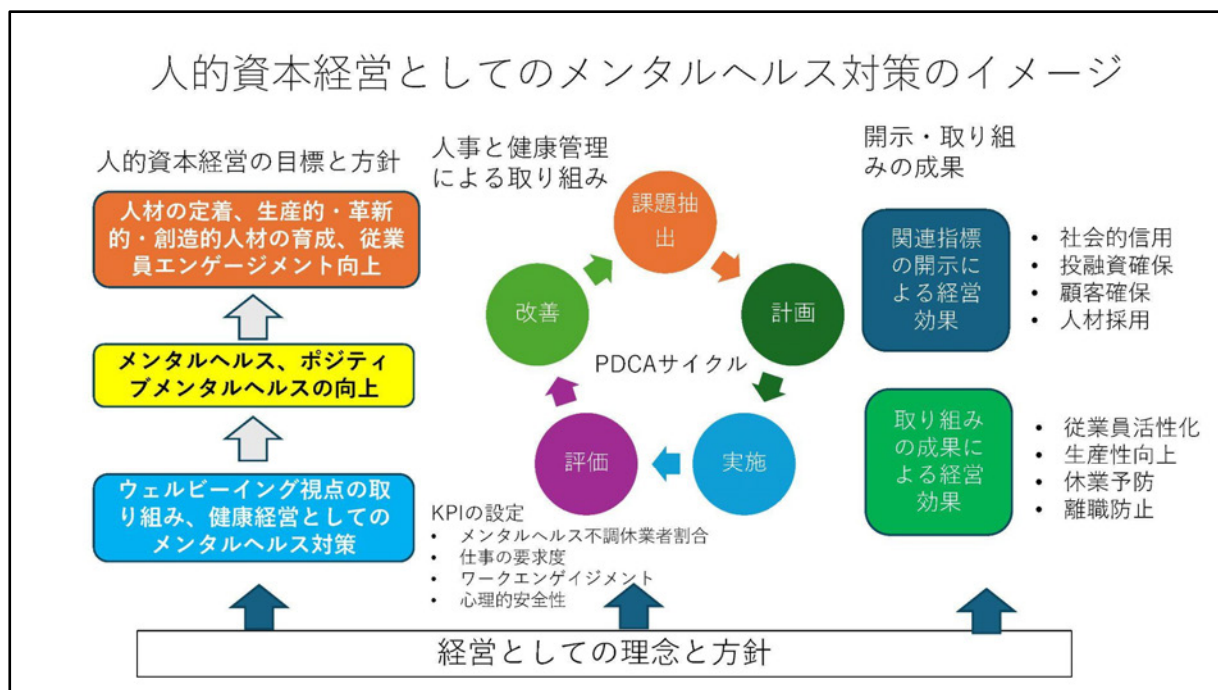 人的資本経営としてのメンタルヘルス対策のイメージ
人的資本経営の目標と方針
人材の定着、生産的・革新
的・創造的人材の育成、従業
員エンゲージメント向上
メンタルヘルス、ポジティ
ブメンタルヘルスの向上
ウェルビーイング視点の取
り組み、健康経営としての
メンタルヘルス対策
人事と健康管理
による取り組み
課題抽
出
計画
実施
評価
改善
PDCAサイクル
KPIの設定
• メンタルヘルス不調休業者割合
• 仕事の要求度
• ワークエンゲイジメント
• 心理的安全性
開示・取り組
みの成果
関連指標
の開示に
よる経営
効果
• 社会的信用
• 投融資確保
• 顧客確保
• 人材採用
取り組み
の成果に
よる経営
効果
• 従業員活性化
• 生産性向上
• 休業予防
• 離職防止
経営としての理念と方針